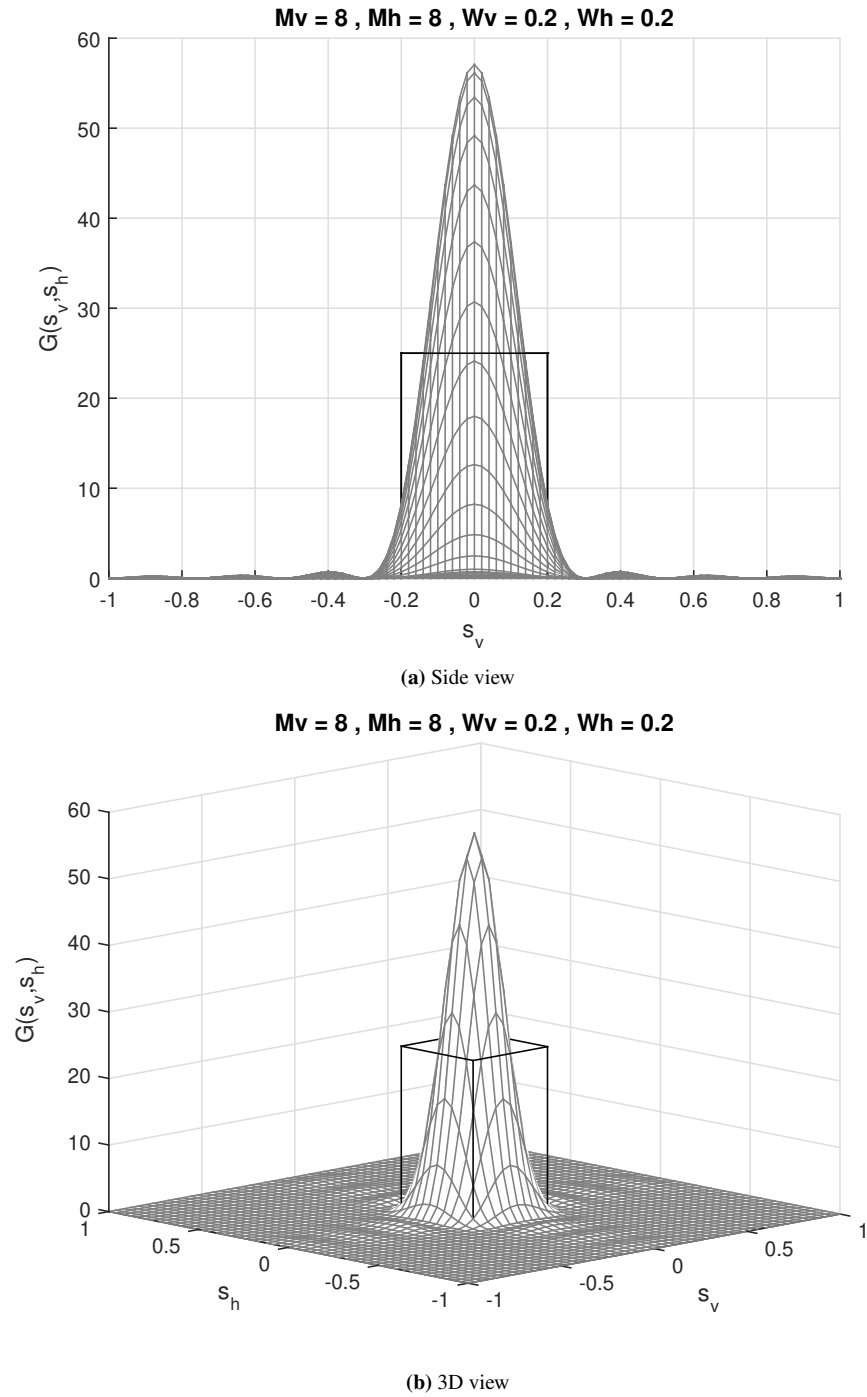 Mv = 8 , Mh = 8 , Wv = 0.2 , Wh = 0.2
60
50
40
30
20
10
0
G(s_v,s_h)
-1 -0.8 -0.6 -0.4 -0.2 0 0.2 0.4 0.6 0.8 1
s_v
(a) Side view
Mv = 8 , Mh = 8 , Wv = 0.2 , Wh = 0.2
60
50
40
30
20
10
0
G(s_v,s_h)
1 0.5 0 -0.5 -1
s_h
-1 -0.5 0 0.5 1
s_v
(b) 3D view